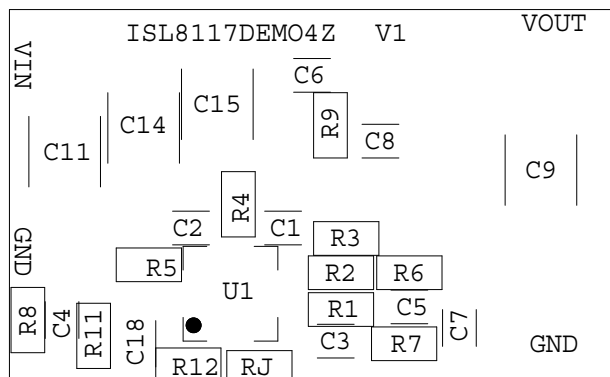 ISL8117DEMO4Z V1
VOUT
VIN
C6
C15
C14
R9
C8
C11
C9
R4
C2
C1
R3
GND
R5
R2
R6
U1
R8
C4
R11
C18
R1
C5
C7
C3
R7
GND
R12
RJ